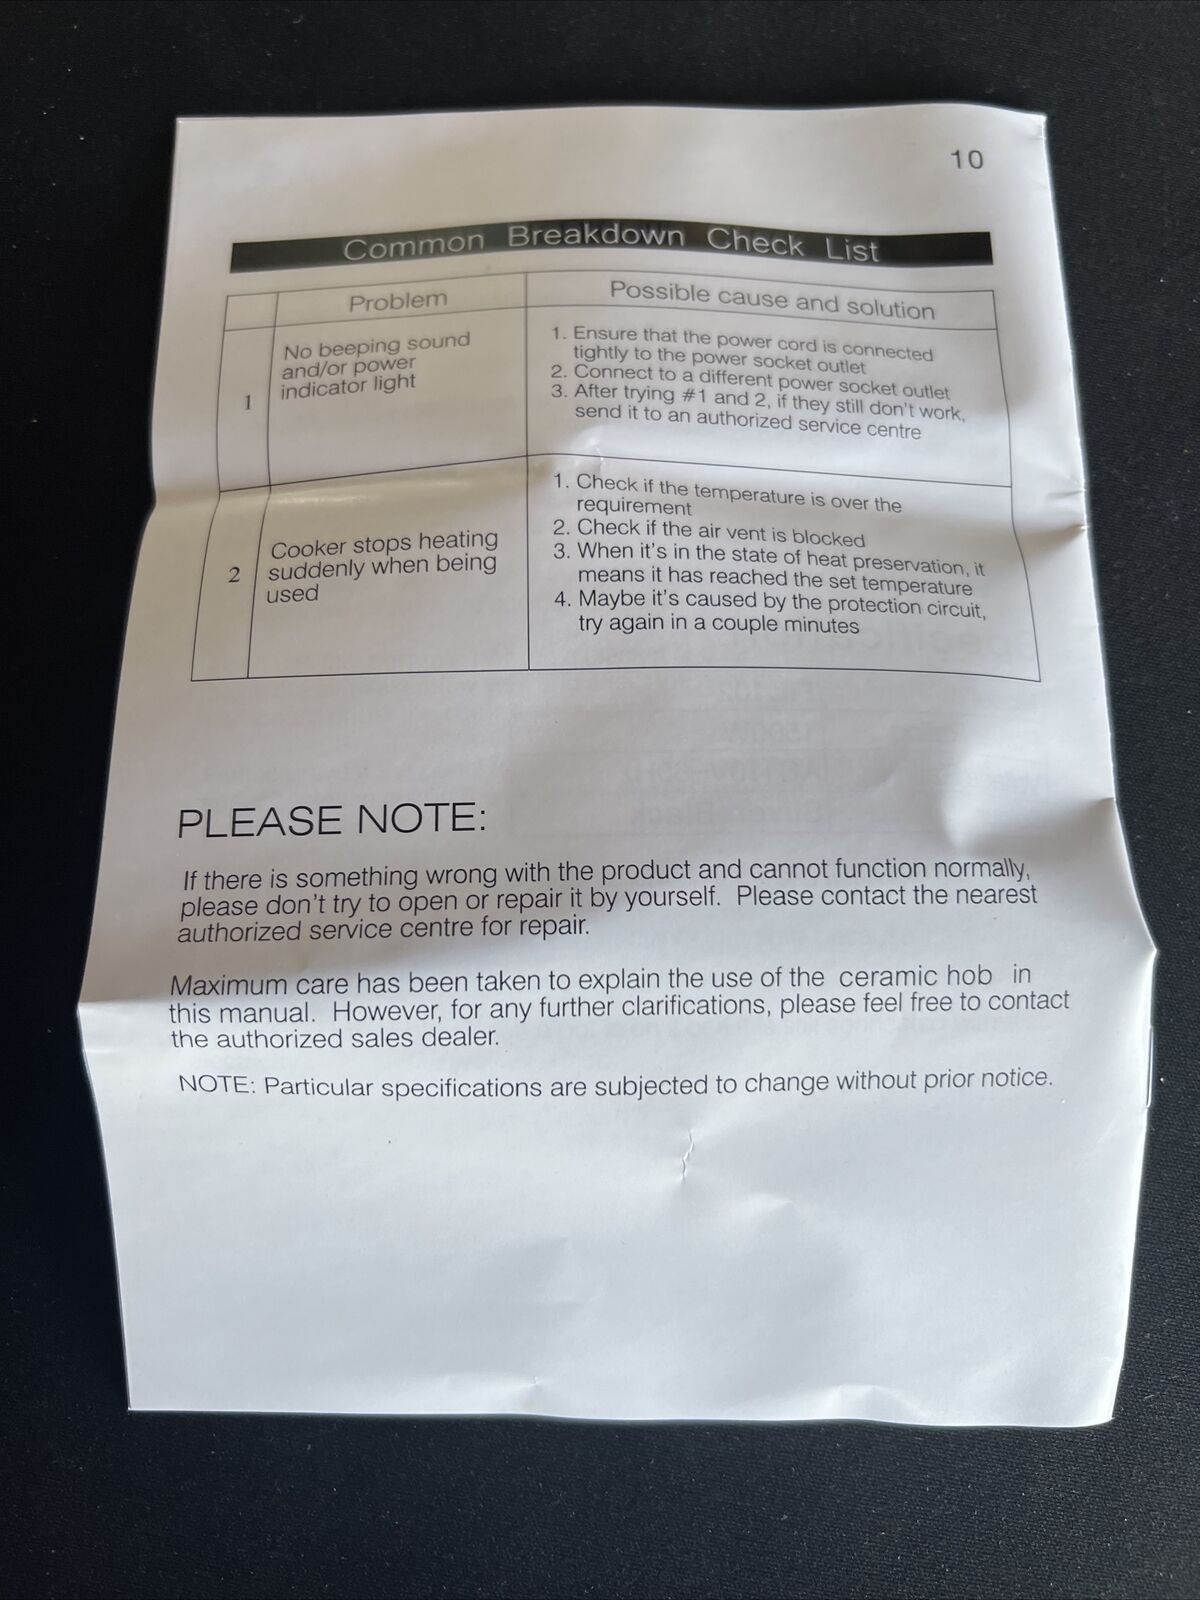 10
Common Breakdown Check List
Problem
Possible cause and solution
1
No beeping sound
and/or power
indicator light
1. Ensure that the power cord is connected
tightly to the power socket outlet
2. Connect to a different power socket outlet
3. After trying #1 and 2, if they still don't work,
send it to an authorized service centre
2
Cooker stops heating
suddenly when being
used
1. Check if the temperature is over the
requirement
2. Check if the air vent is blocked
3. When it's in the state of heat preservation, it
means it has reached the set temperature
4. Maybe it's caused by the protection circuit,
try again in a couple minutes
PLEASE NOTE:
If there is something wrong with the product and cannot function normally,
please don't try to open or repair it by yourself. Please contact the nearest
authorized service centre for repair.
Maximum care has been taken to explain the use of the ceramic hob in
this manual. However, for any further clarifications, please feel free to contact
the authorized sales dealer.
NOTE: Particular specifications are subjected to change without prior notice.